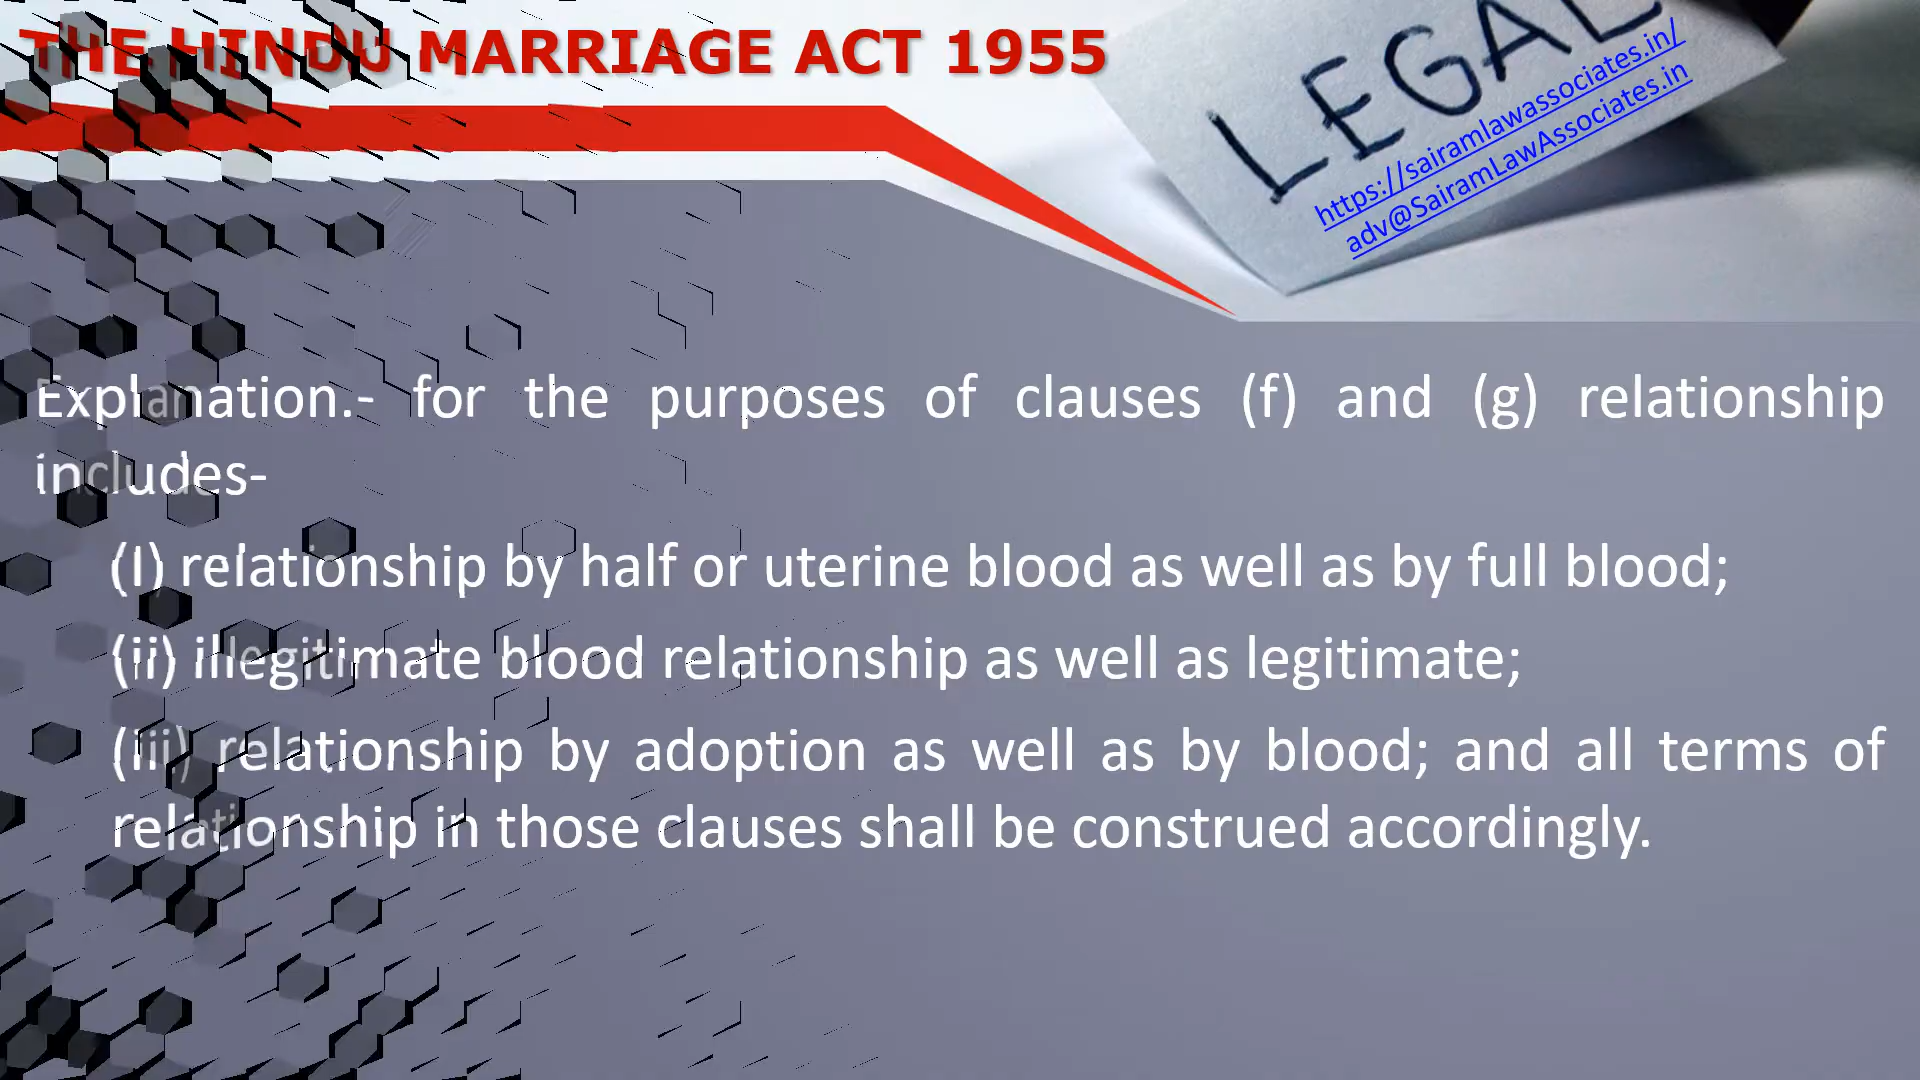 THE HINDU MARRIAGE ACT 1955
LEGAL
https://sairamlawassociates.in/
adv@SairamLawAssociates.in
Explanation.- for the purposes of clauses (f) and (g) relationship
includes-
(I) relationship by half or uterine blood as well as by full blood;
(ii) illegitimate blood relationship as well as legitimate;
(iii) relationship by adoption as well as by blood; and all terms of
relationship in those clauses shall be construed accordingly.